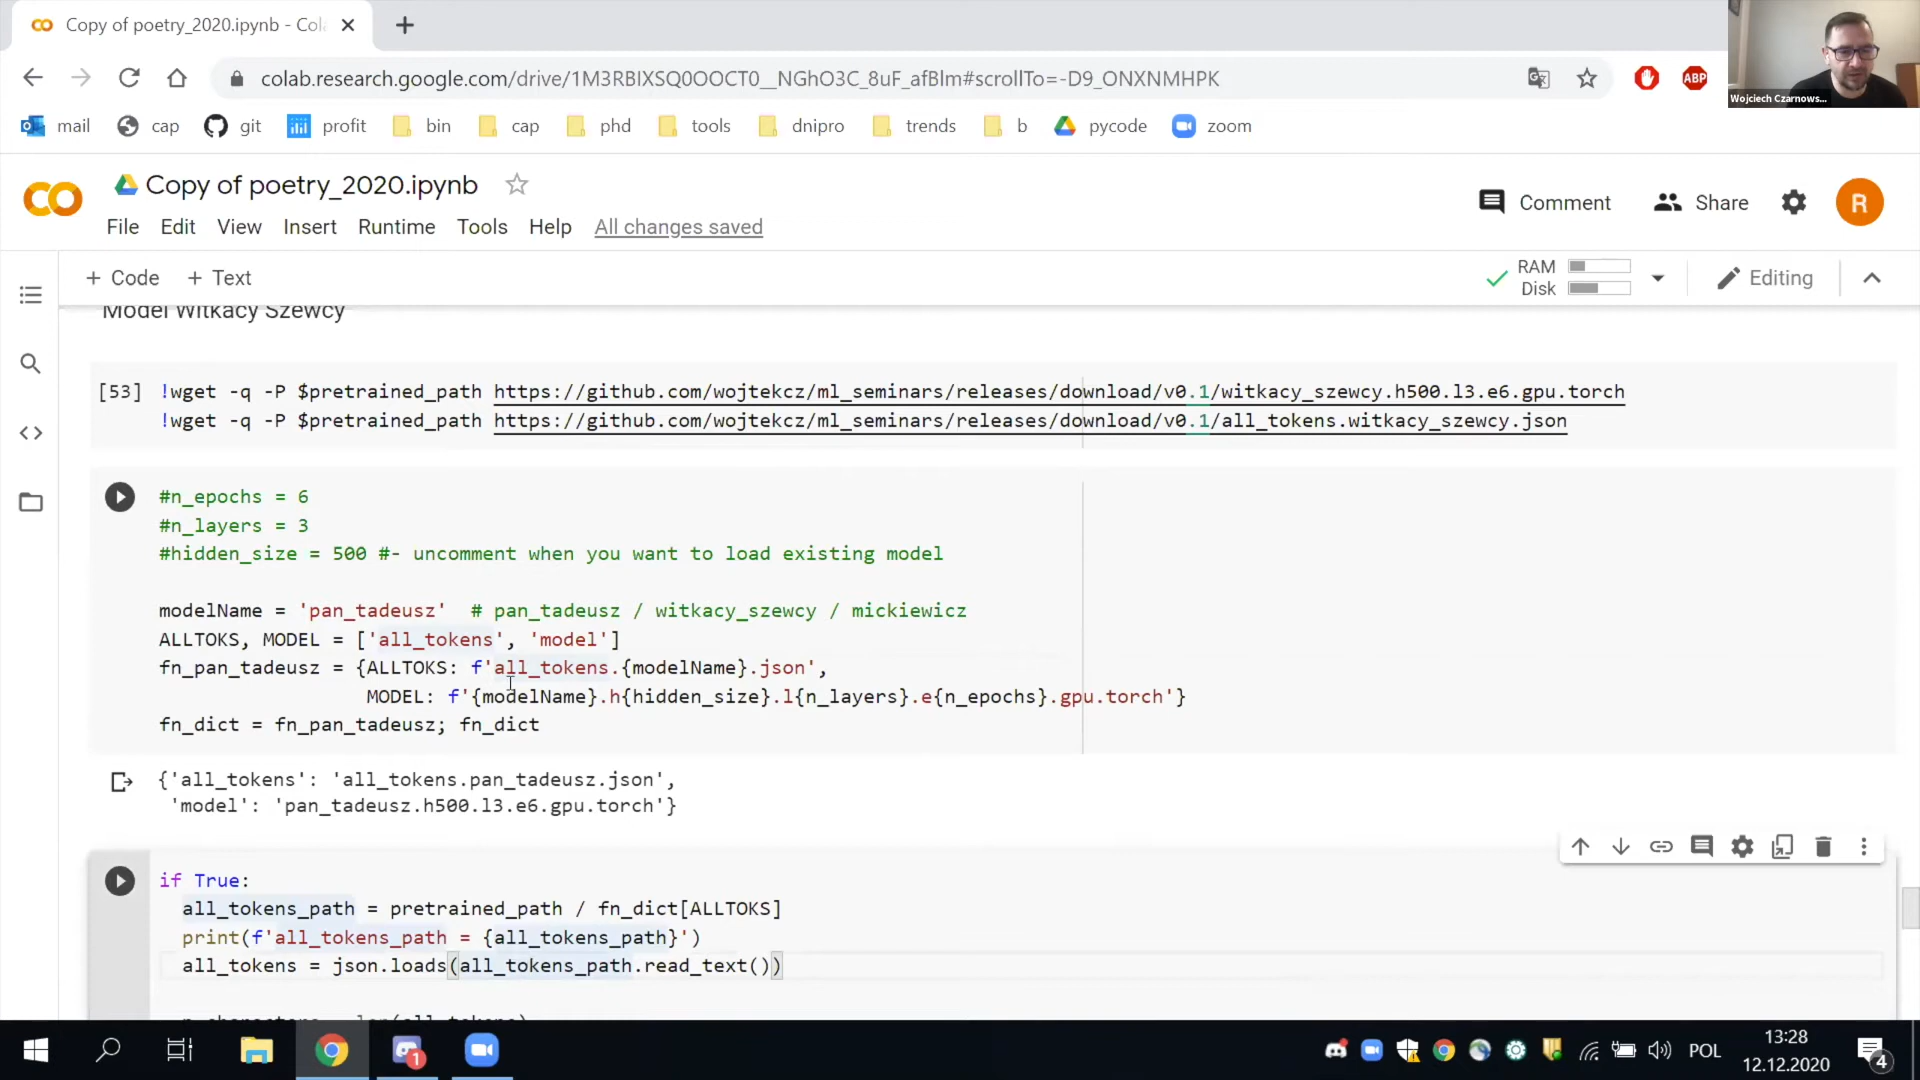 Copy of poetry_2020.ipynb - Col
colab.research.google.com/drive/1M3RBIXSQ0OOCT0__NGhO3C_8uF_afBlm#scrollTo=-D9_ONXNMHPK
ABP
Wojciech Czarnows...
mail
cap
git
profit
bin
cap
phd
tools
dnipro
trends
b
pycode
zoom
Copy of poetry_2020.ipynb
Comment
Share
R
File
Edit
View
Insert
Runtime
Tools
Help
All changes saved
+ Code
+ Text
RAM
Disk
Editing
Model Witkacy Szewcy
[53] !wget -q -P $pretrained_path https://github.com/wojtekcz/ml_seminars/releases/download/v0.1/witkacy_szewcy.h500.l3.e6.gpu.torch
!wget -q -P $pretrained_path https://github.com/wojtekcz/ml_seminars/releases/download/v0.1/all_tokens.witkacy_szewcy.json
#n_epochs = 6
#n_layers = 3
#hidden_size = 500 #- uncomment when you want to load existing model
modelName = 'pan_tadeusz' # pan_tadeusz / witkacy_szewcy / mickiewicz
ALLTOKS, MODEL = ['all_tokens', 'model']
fn_pan_tadeusz = {ALLTOKS: f'all_tokens.{modelName}.json',
MODEL: f'{modelName}.h{hidden_size}.l{n_layers}.e{n_epochs}.gpu.torch'}
fn_dict = fn_pan_tadeusz; fn_dict
{'all_tokens': 'all_tokens.pan_tadeusz.json',
'model': 'pan_tadeusz.h500.l3.e6.gpu.torch'}
if True:
all_tokens_path = pretrained_path / fn_dict[ALLTOKS]
print(f'all_tokens_path = {all_tokens_path}')
all_tokens = json.loads(all_tokens_path.read_text())
1
POL
13:28
12.12.2020
4